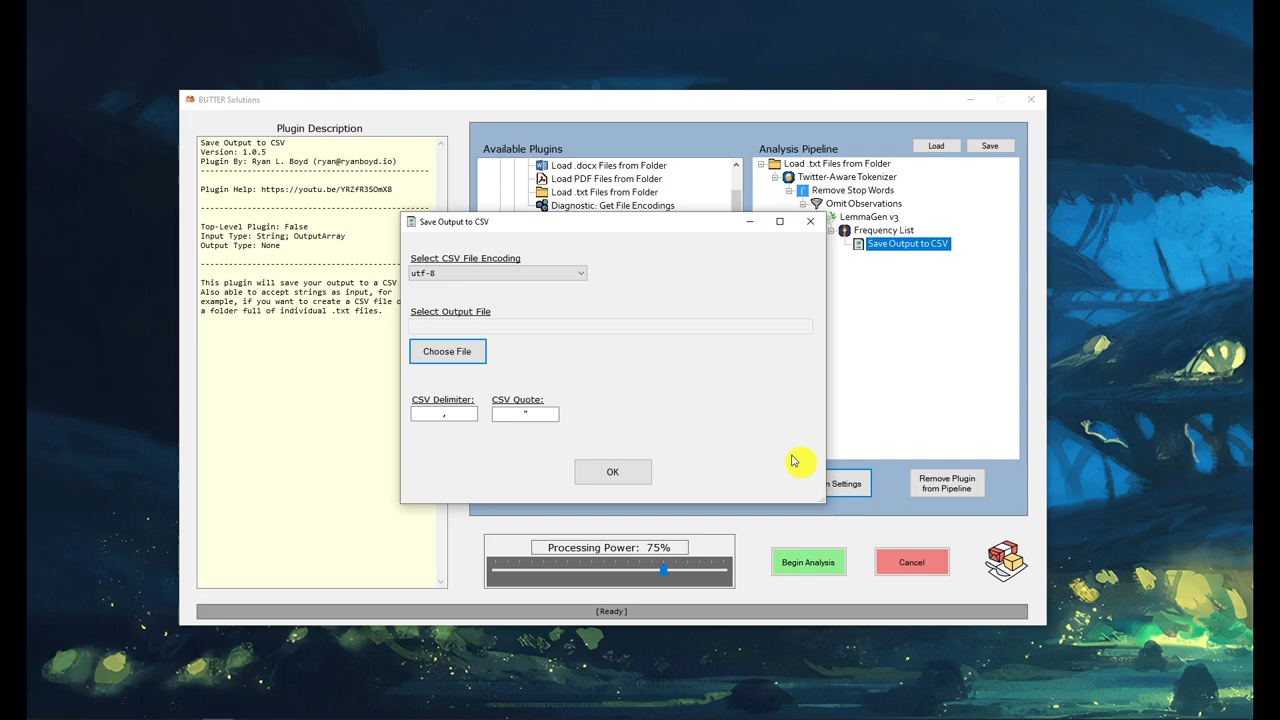 BUTTER Solutions
Plugin Description
Save Output to CSV
Version: 1.0.5
Plugin By: Ryan L. Boyd (ryan@ryanboyd.io)
Plugin Help: https://youtu.be/YRZfR3SOmX8
Top-Level Plugin: False
Input Type: String; OutputArray
Output Type: None
This plugin will save your output to a CSV
Also able to accept strings as input, for
example, if you want to create a CSV file
a folder full of individual .txt files.
Available Plugins
Load .docx Files from Folder
Load PDF Files from Folder
Load .txt Files from Folder
Diagnostic: Get File Encodings
Analysis Pipeline
Load
Save
Load .txt Files from Folder
Twitter-Aware Tokenizer
Remove Stop Words
Omit Observations
LemmaGen v3
Frequency List
Save Output to CSV
Save Output to CSV
Select CSV File Encoding
utf-8
Select Output File
Choose File
CSV Delimiter:
CSV Quote:
,
"
OK
n Settings
Remove Plugin
from Pipeline
Processing Power: 75%
Begin Analysis
Cancel
[Ready]